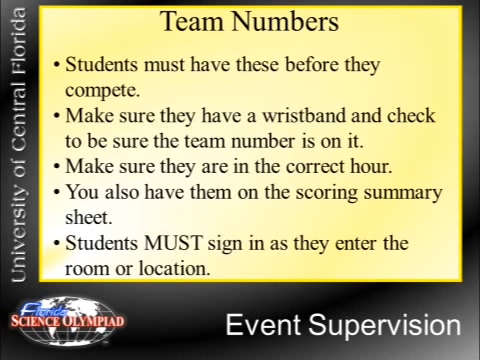 Team Numbers
• Students must have these before they
compete.
• Make sure they have a wristband and check
to be sure the team number is on it.
• Make sure they are in the correct hour.
• You also have them on the scoring summary
sheet.
• Students MUST sign in as they enter the
room or location.
University of Central Florida
Florida
SCIENCE OLYMPIAD
Event Supervision